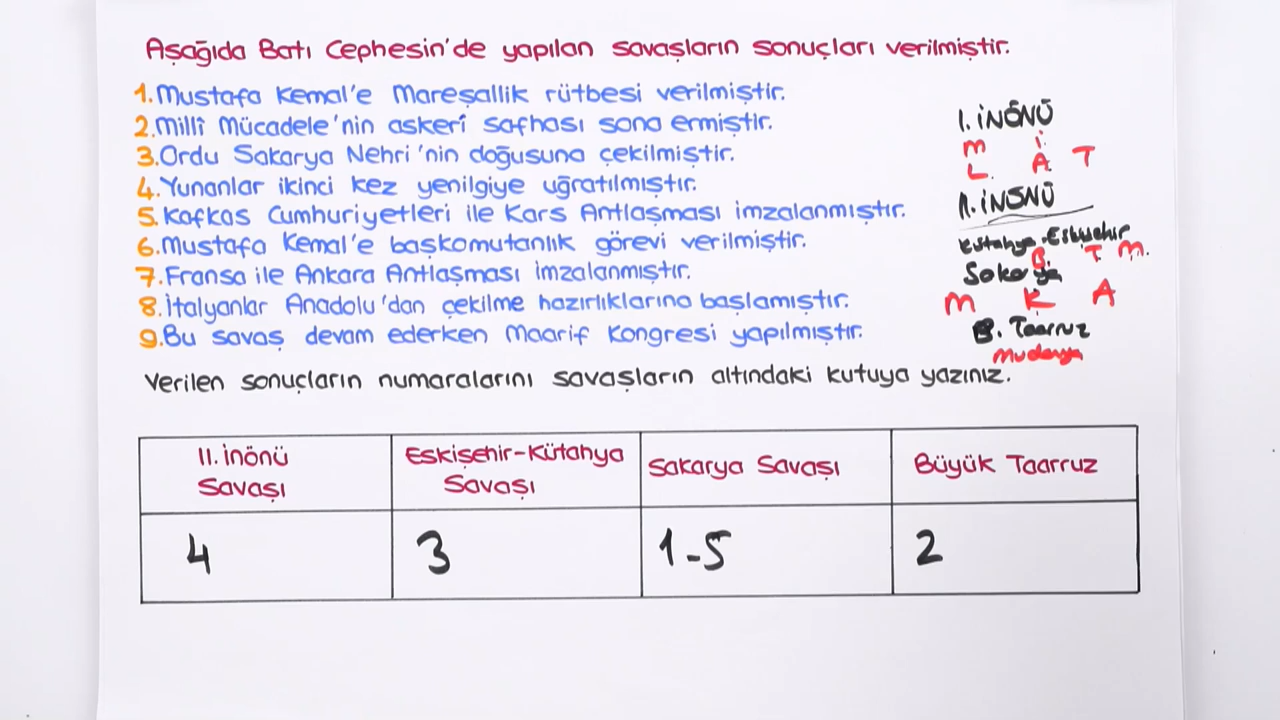 Aşağıda Batı Cephesin'de yapılan savaşların sonuçları verilmiştir.
1.Mustafa Kemal'e Mareşallik rütbesi verilmiştir.
2.Millî Mücadele'nin askerî safhası sona ermiştir.
3.Ordu Sakarya Nehri'nin doğusuna çekilmiştir.
4.Yunanlar ikinci kez yenilgiye uğratılmıştır.
5.Kafkas Cumhuriyetleri ile Kars Antlaşması imzalanmıştır.
6.Mustafa Kemal'e başkomutanlık görevi verilmiştir.
7.Fransa ile Ankara Antlaşması imzalanmıştır.
8.İtalyanlar Anadolu'dan çekilme hazırlıklarına başlamıştır.
9.Bu savaş devam ederken Maarif Kongresi yapılmıştır.
I. İNÖNÜ
M İ
L A T
II. İNÖNÜ
Kütahya-Eskişehir
B T M.
Sakarya
M K A
B. Taarruz
Mudanya
Verilen sonuçların numaralarını savaşların altındaki kutuya yazınız.
II. İnönü Eskişehir-Kütahya Sakarya Savaşı Büyük Taarruz
Savaşı Savaşı
4 3 1-5 2